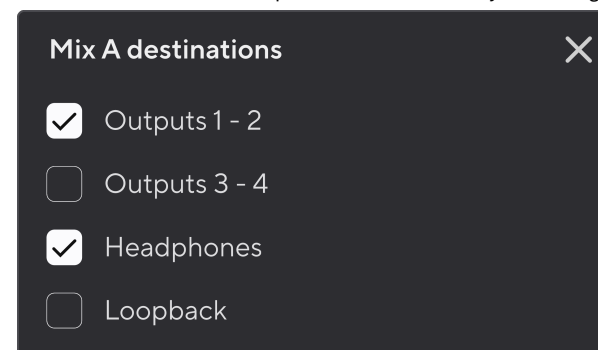 Mix A destinations
Outputs 1 - 2
Outputs 3 - 4
Headphones
Loopback